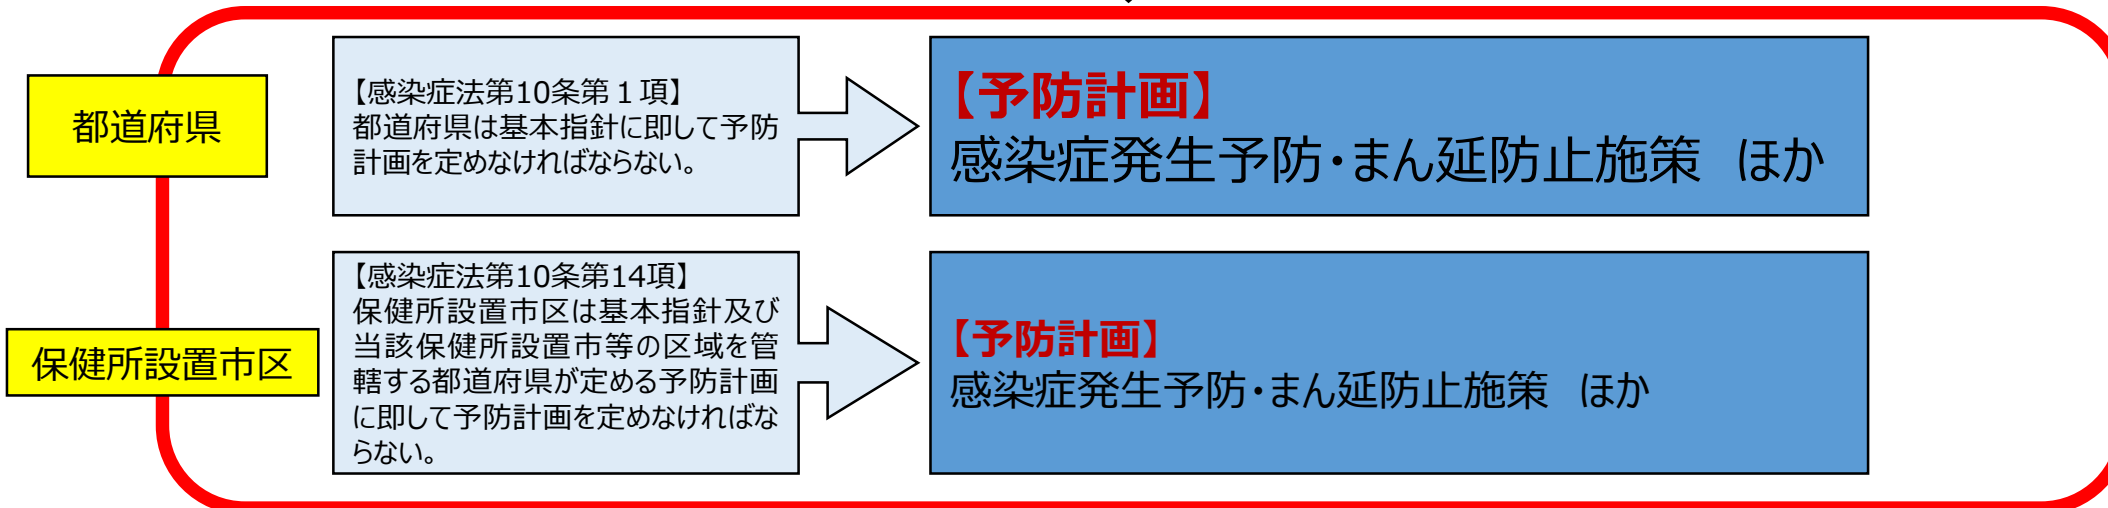 都道府県
【感染症法第10条第１項】
都道府県は基本指針に即して予防
計画を定めなければならない。
【予防計画】
感染症発生予防・まん延防止施策　ほか
保健所設置市区
【感染症法第10条第14項】
保健所設置市区は基本指針及び
当該保健所設置市等の区域を管
轄する都道府県が定める予防計画
に即して予防計画を定めなければな
らない。
【予防計画】
感染症発生予防・まん延防止施策　ほか